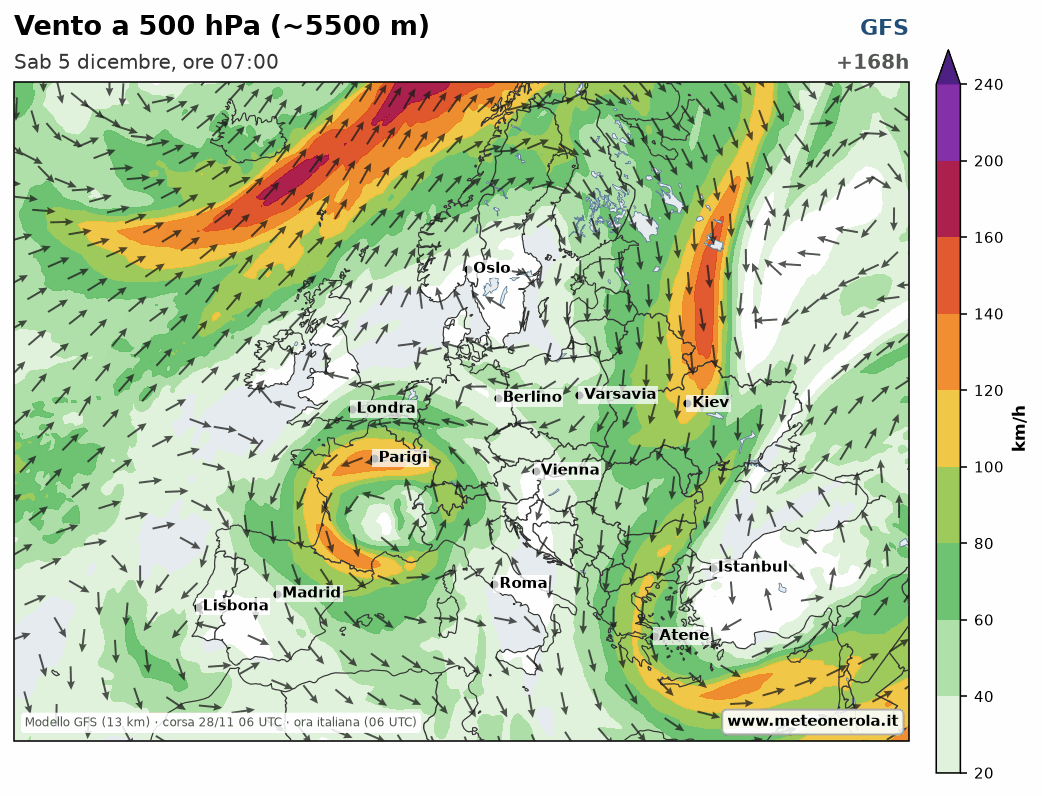 Vento a 500 hPa (~5500 m)
GFS
Sab 5 dicembre, ore 07:00
+168h
240
200
160
140
120
100
80
60
40
20
km/h
Oslo
Berlino
Varsavia
Kiev
Londra
Parigi
Vienna
Istanbul
Roma
Madrid
Lisbona
Atene
Modello GFS (13 km) · corsa 28/11 06 UTC · ora italiana (06 UTC)
www.meteonerola.it